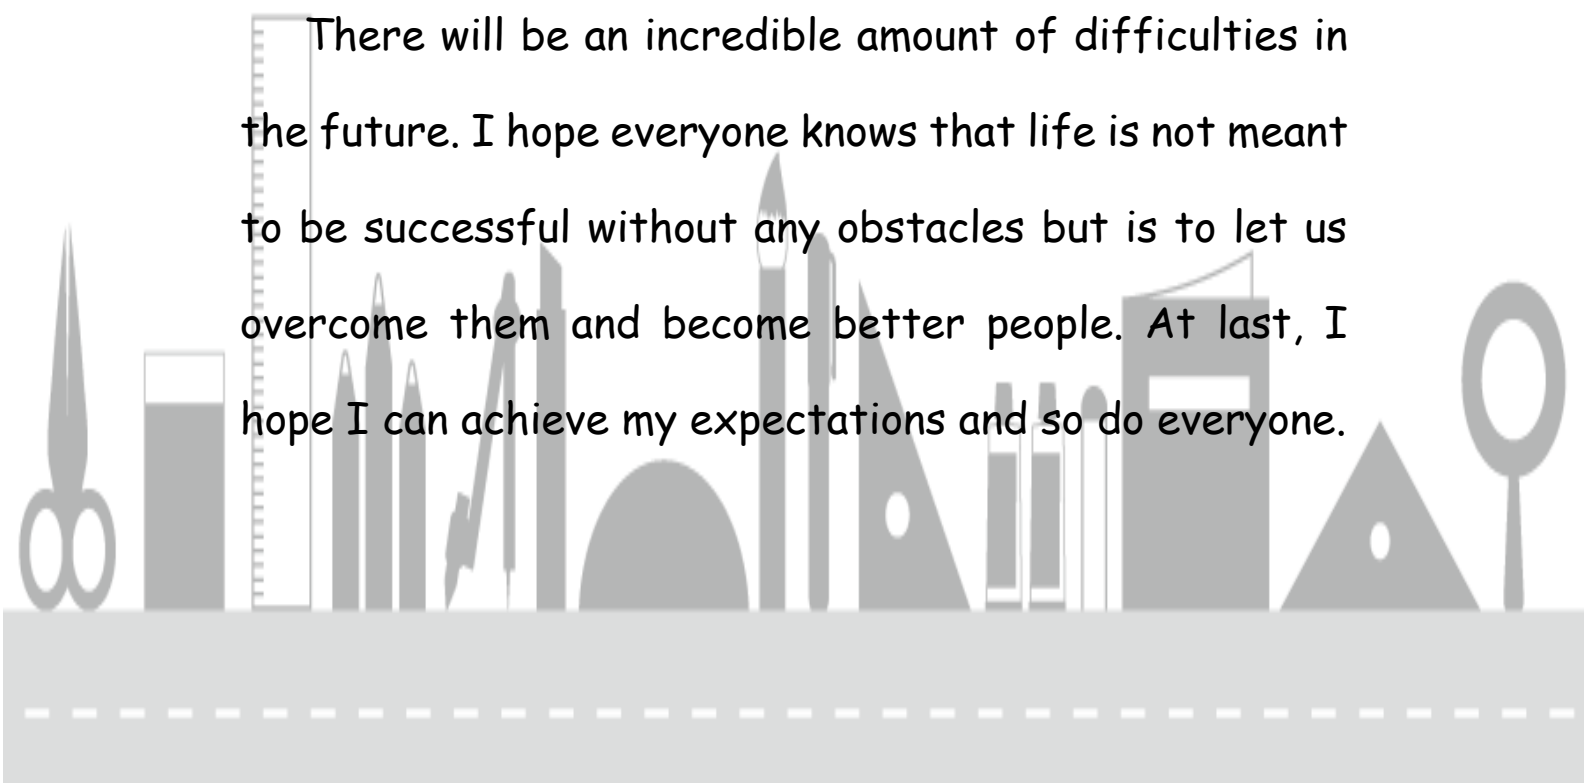 There will be an incredible amount of difficulties in
the future. I hope everyone knows that life is not meant
to be successful without any obstacles but is to let us
overcome them and become better people. At last, I
hope I can achieve my expectations and so do everyone.